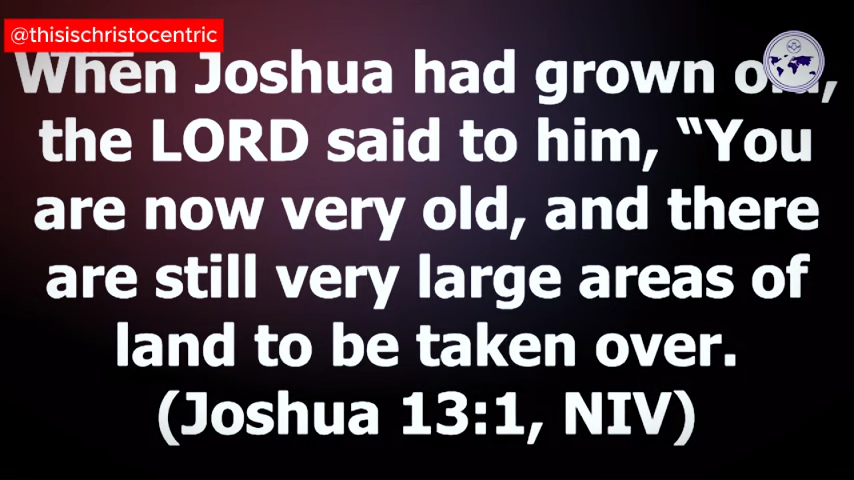 @thisischristocentric
When Joshua had grown old,
the LORD said to him, “You
are now very old, and there
are still very large areas of
land to be taken over.
(Joshua 13:1, NIV)